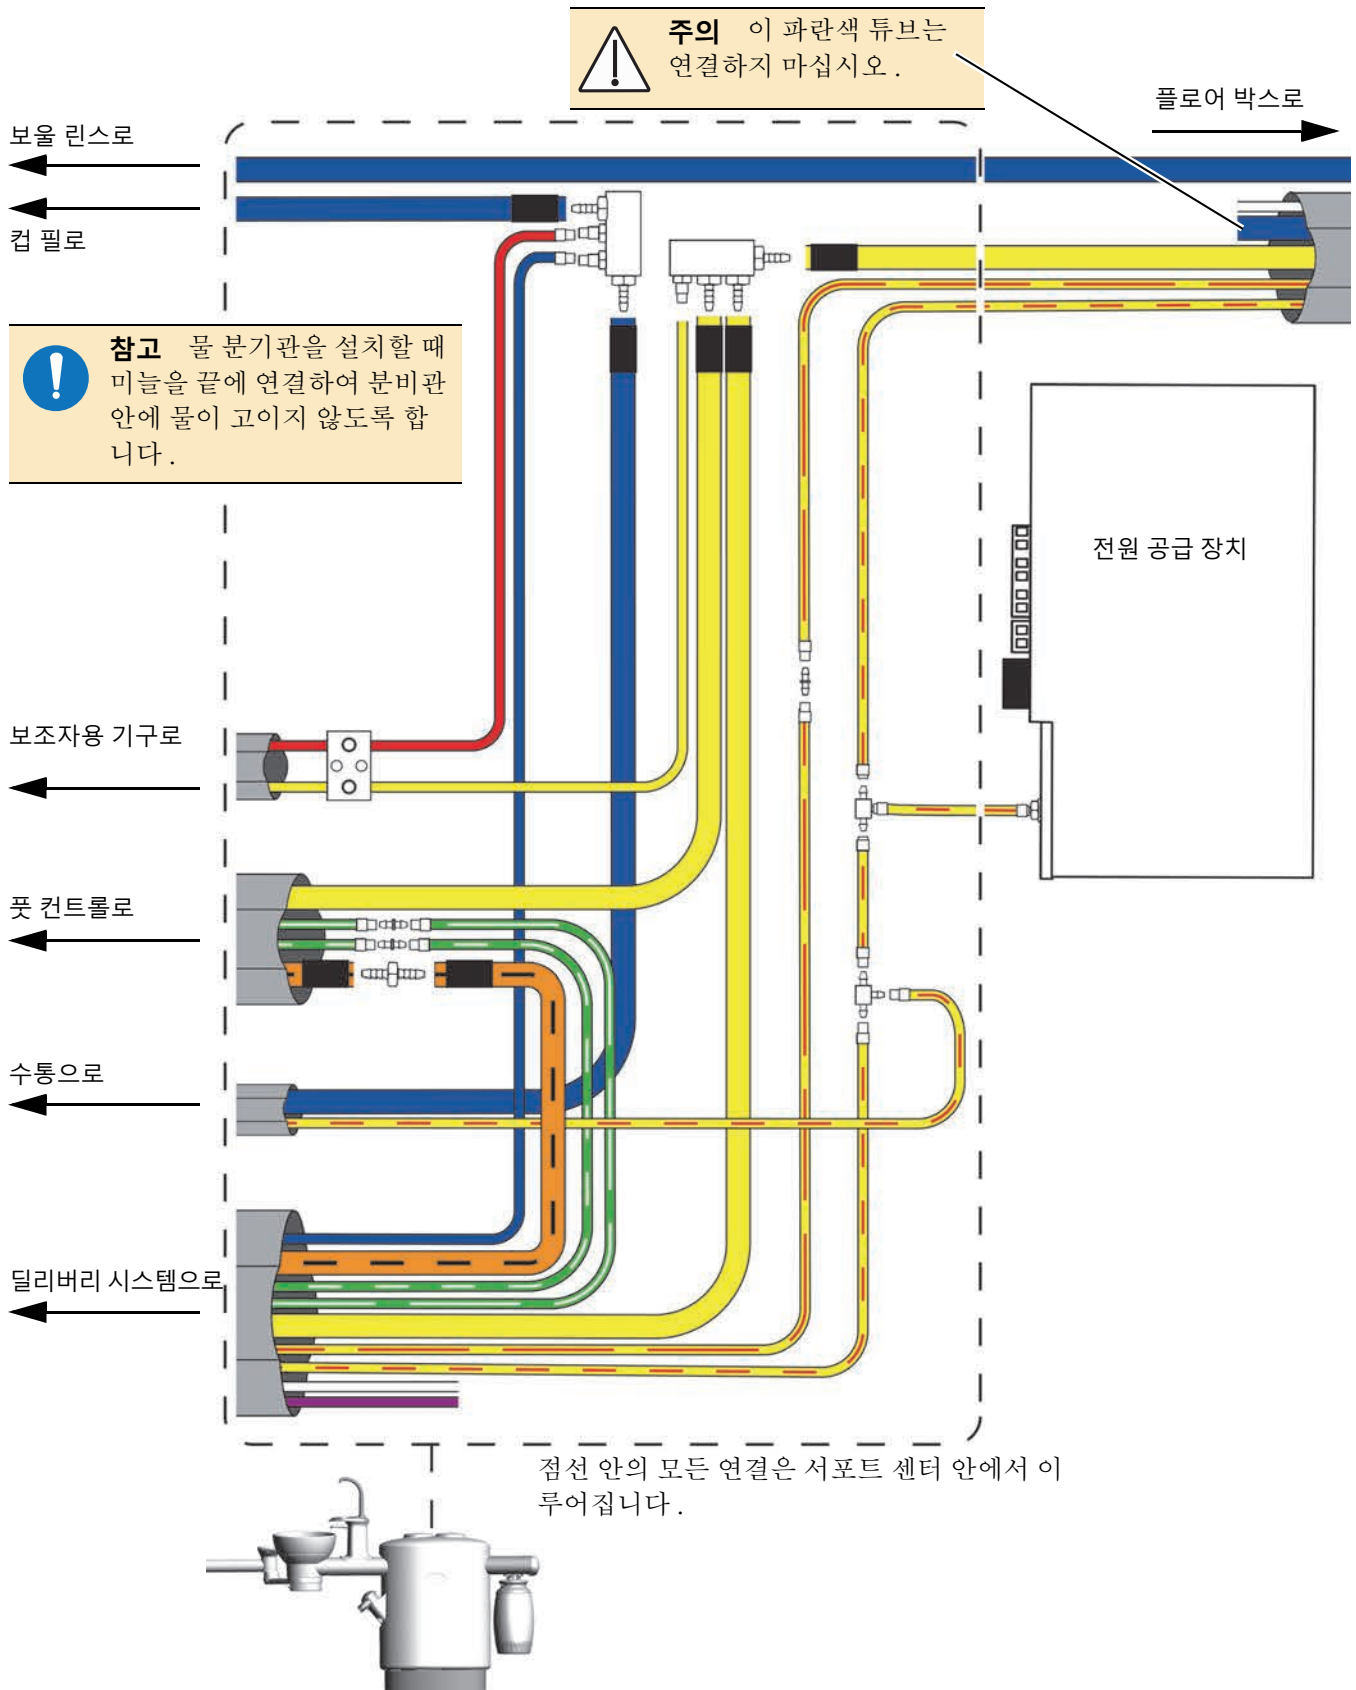 주의 이 파란색 튜브는
연결하지 마십시오 .
플로어 박스로
보울 린스로
컵 필로
참고 물 분기관을 설치할 때
미늘을 끝에 연결하여 분비관
안에 물이 고이지 않도록 합
니다 .
전원 공급 장치
보조자용 기구로
풋 컨트롤로
수통으로
딜리버리 시스템으로
점선 안의 모든 연결은 서포트 센터 안에서 이
루어집니다 .